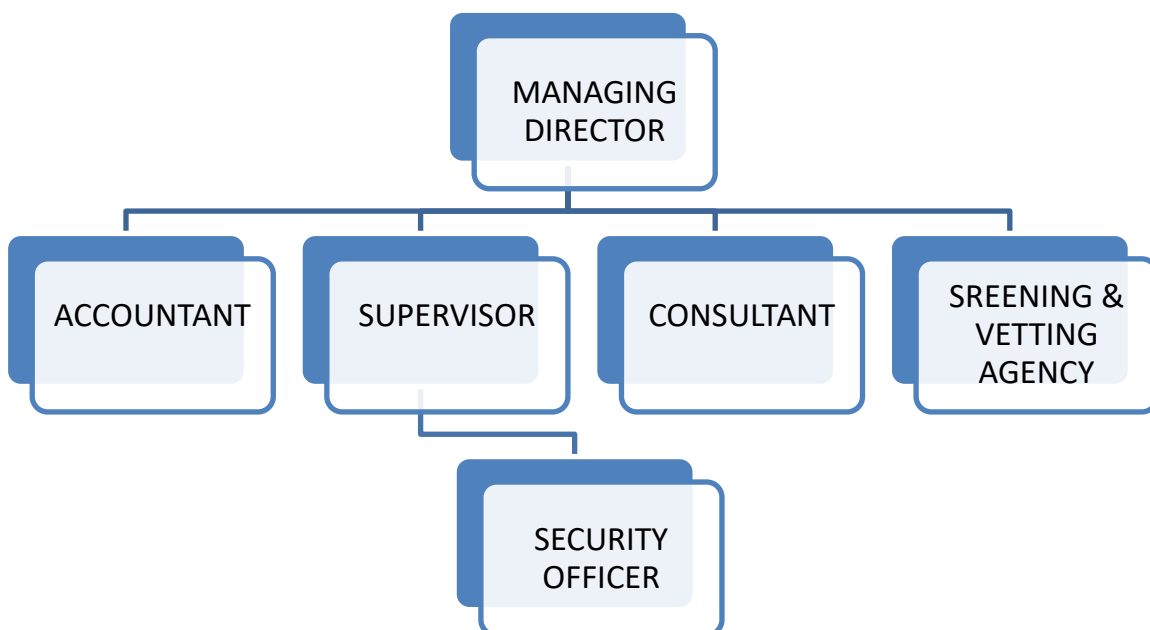 MANAGING
DIRECTOR
ACCOUNTANT
SUPERVISOR
CONSULTANT
SREENING &
VETTING
AGENCY
SECURITY
OFFICER